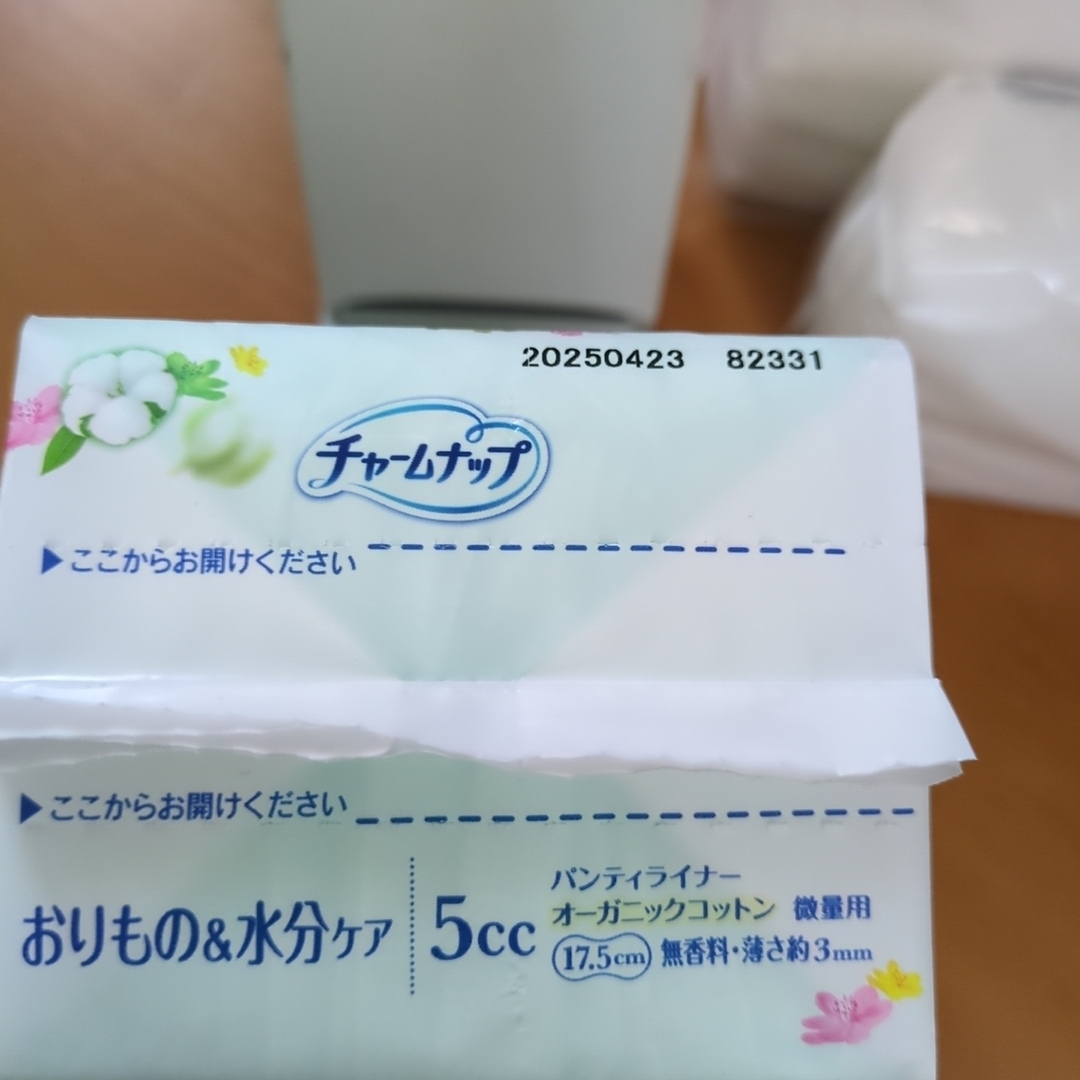 20250423 82331
チャームナップ
▶ここからお開けください
▶ここからお開けください
おりもの&水分ケア
5cc
パンティライナー
オーガニックコットン 微量用
17.5cm 無香料・薄さ約3mm